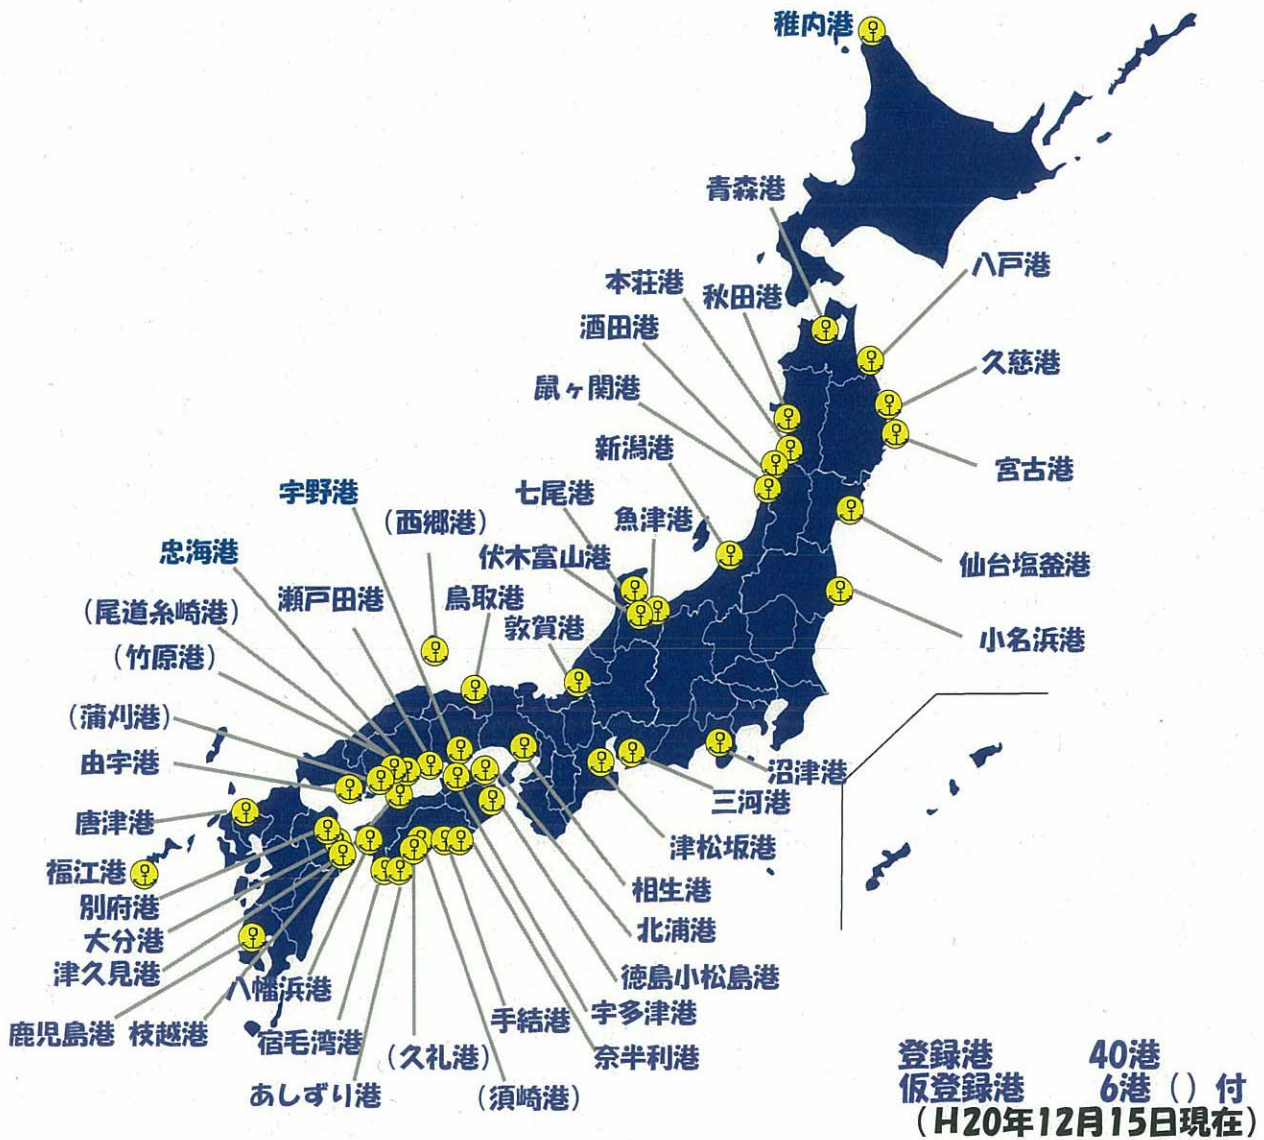 稚内港
青森港
八戸港
本荘港
秋田港
酒田港
久慈港
鼠ヶ関港
新潟港
宮古港
宇野港
七尾港
(西郷港)
魚津港
忠海港
伏木富山港
仙台塩釜港
瀬戸田港
鳥取港
(尾道糸崎港)
敦賀港
小名浜港
(竹原港)
(蒲刈港)
由宇港
沼津港
三河港
唐津港
津松坂港
福江港
相生港
別府港
北浦港
大分港
津久見港
徳島小松島港
八幡浜港
宇多津港
手結港
鹿児島港
枝越港
宿毛湾港
(久礼港)
奈半利港
あしずり港
(須崎港)
登録港 40港
仮登録港 6港()付
(H20年12月15日現在)